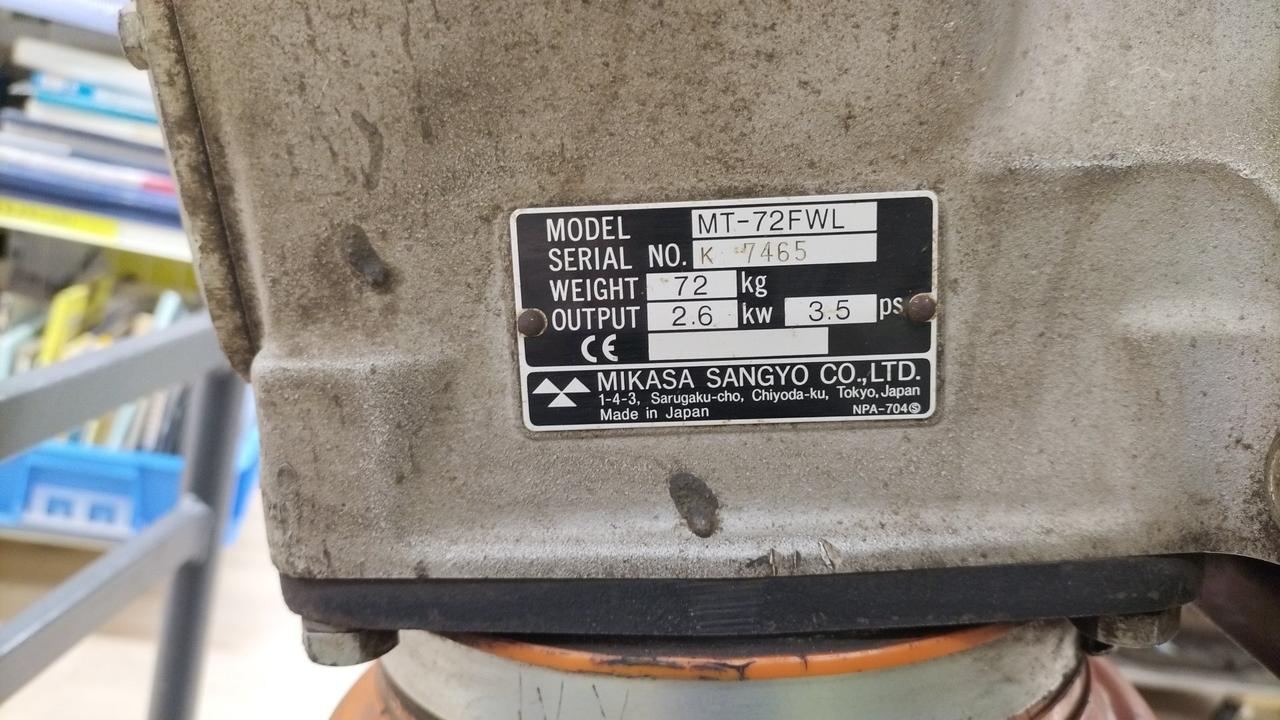 MODEL MT-72FWL
SERIAL NO. K 7465
WEIGHT 72 kg
OUTPUT 2.6 kw 3.5 ps
CE
MIKASA SANGYO CO.,LTD.
1-4-3, Sarugaku-cho, Chiyoda-ku, Tokyo, Japan
Made in Japan NPA-704Ⓢ